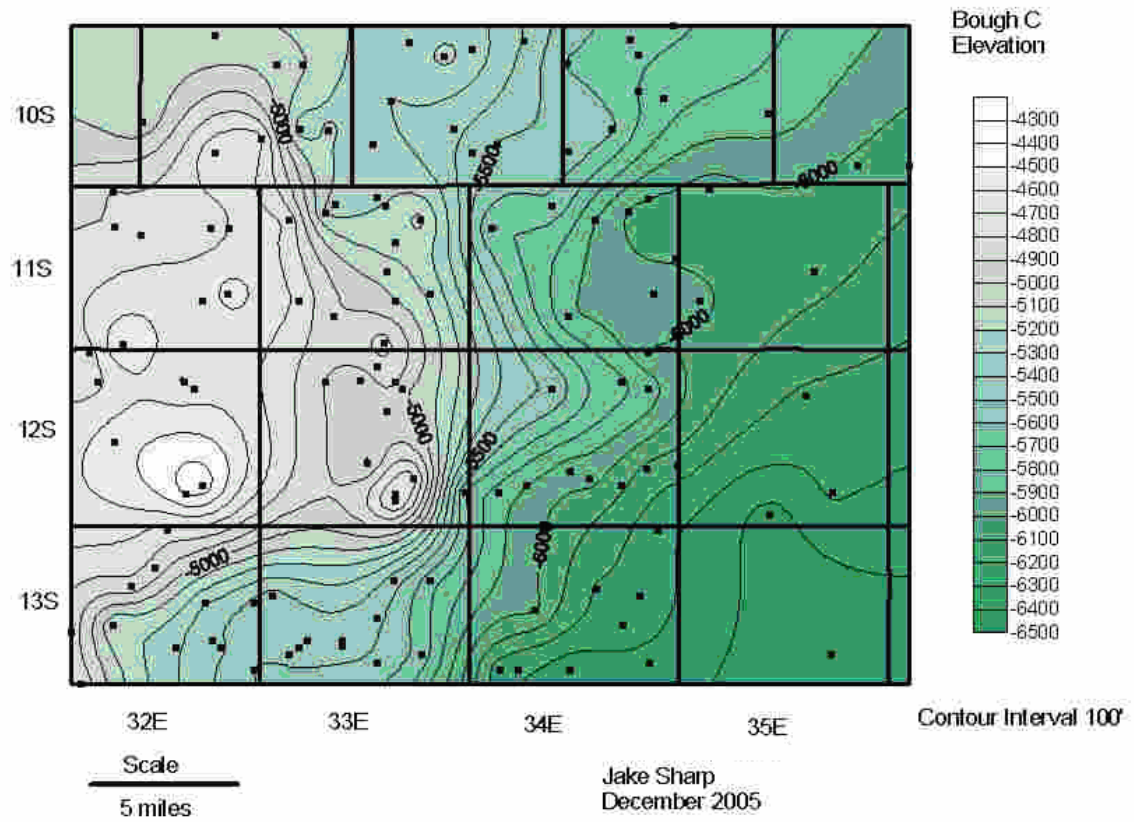 Bough C
Elevation
-4300
-4400
-4500
-4600
-4700
-4800
-4900
-5000
-5100
-5200
-5300
-5400
-5500
-5600
-5700
-5800
-5900
-6000
-6100
-6200
-6300
-6400
-6500
10S
11S
12S
13S
-5000
-5500
-6000
-6000
-5000
-5500
-5000
-6000
32E
33E
34E
35E
Contour Interval 100'
Scale
5 miles
Jake Sharp
December 2005